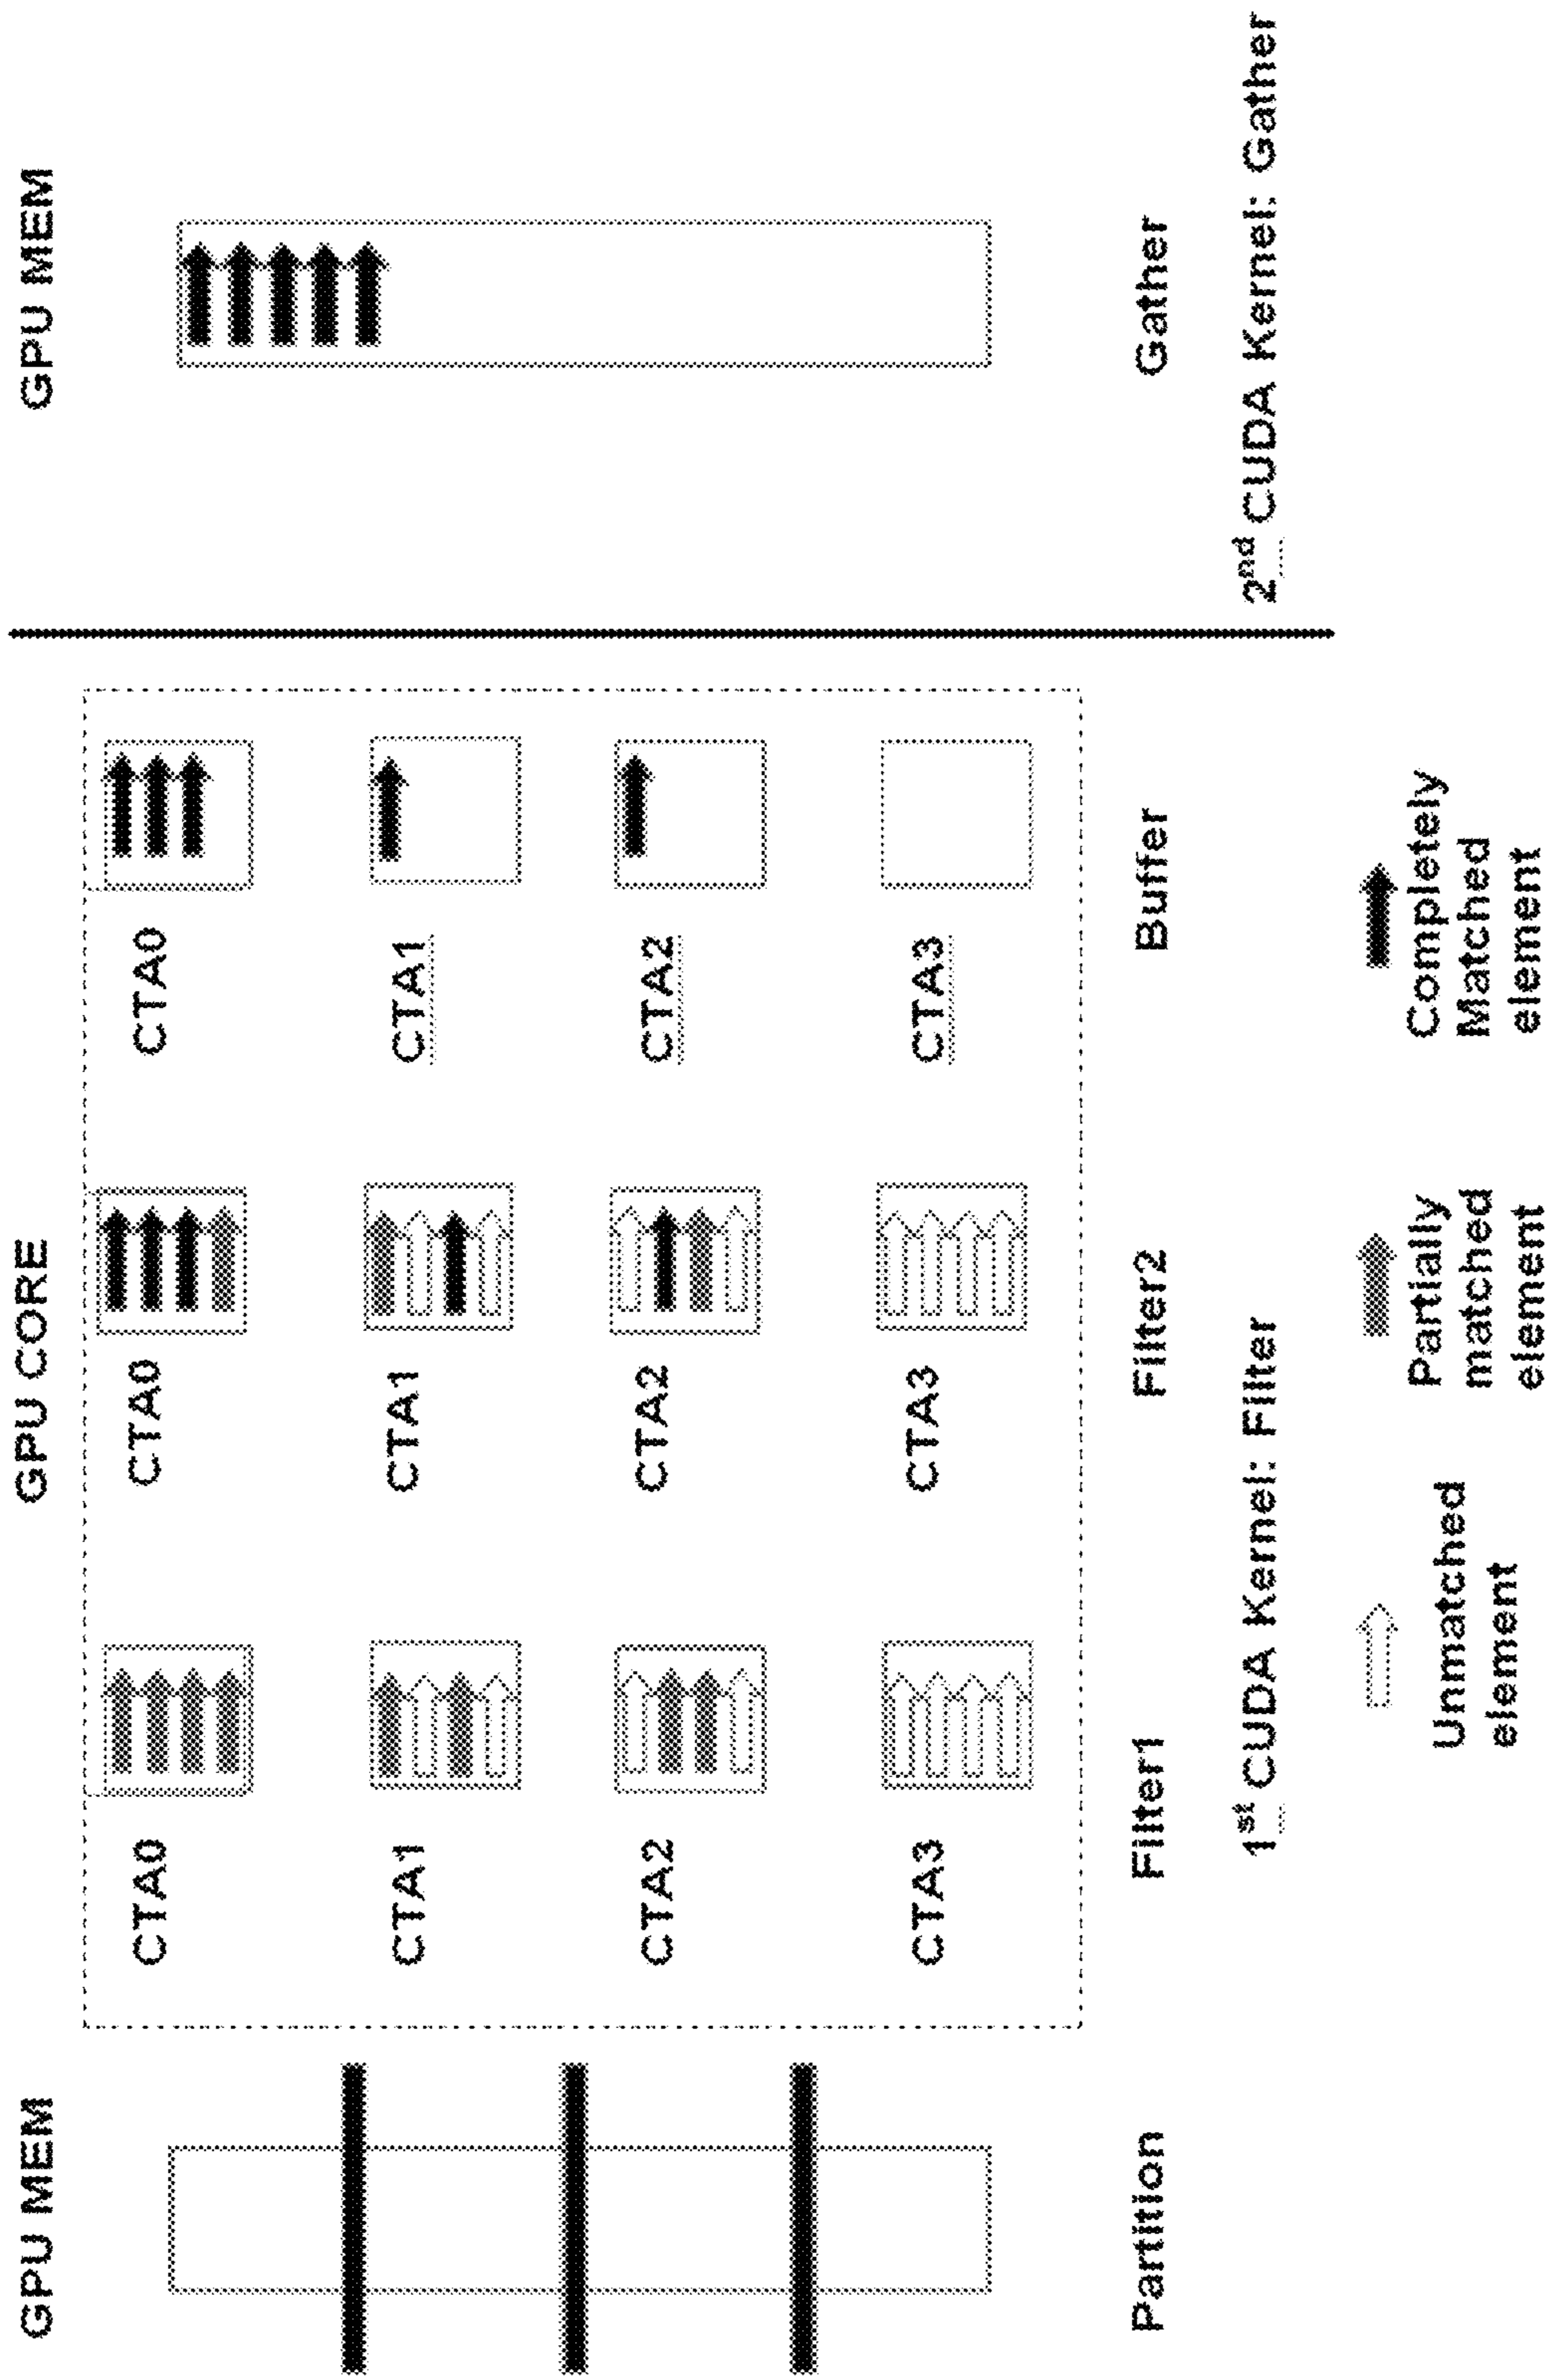 GPU MEM
GPU CORE
GPU MEM
CTA0
CTA0
CTA0
CTA1
CTA1
CTA1
CTA2
CTA2
CTA2
CTA3
CTA3
CTA3
Partition
Filter1
Filter2
Buffer
Gather
1st CUDA Kernel: Filter
2nd CUDA Kernel: Gather
Unmatched
element
Partially
matched
element
Completely
Matched
element